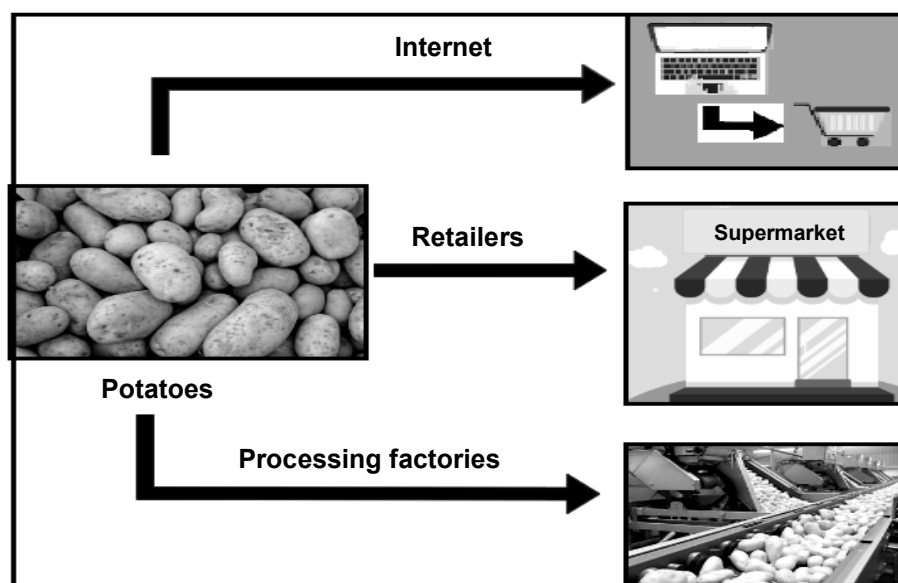 Internet
Retailers
Supermarket
Potatoes
Processing factories